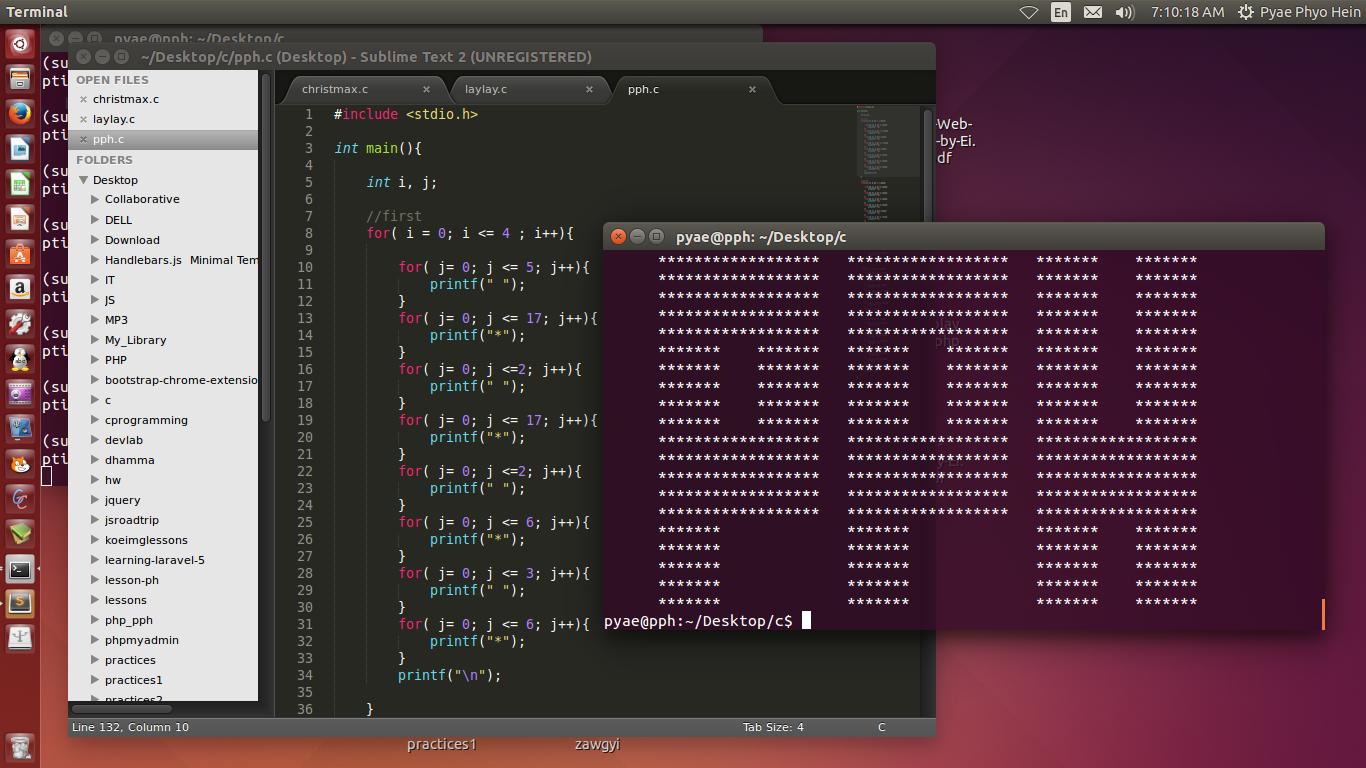 Terminal
En
7:10:18 AM
Pyae Phyo Hein
pyae@pph: ~/Desktop/c
~/Desktop/c/pph.c (Desktop) - Sublime Text 2 (UNREGISTERED)
(su
pti
(su
pti
(su
pti
(su
pti
(su
pti
(su
pti
(su
pti
(su
pti
OPEN FILES
christmax.c
laylay.c
pph.c
FOLDERS
Desktop
Collaborative
DELL
Download
Handlebars.js Minimal Tem
IT
JS
MP3
My_Library
PHP
bootstrap-chrome-extensio
c
cprogramming
devlab
dhamma
hw
jquery
jsroadtrip
koeimglessons
learning-laravel-5
lesson-ph
lessons
php_pph
phpmyadmin
practices
practices1
practices2
christmax.c
laylay.c
pph.c
1 #include <stdio.h>
2
3 int main(){
4
5     int i, j;
6
7     //first
8     for( i = 0; i <= 4 ; i++){
9
10         for( j= 0; j <= 5; j++){
11             printf(" ");
12         }
13         for( j= 0; j <= 17; j++){
14             printf("*");
15         }
16         for( j= 0; j <=2; j++){
17             printf(" ");
18         }
19         for( j= 0; j <= 17; j++){
20             printf("*");
21         }
22         for( j= 0; j <=2; j++){
23             printf(" ");
24         }
25         for( j= 0; j <= 6; j++){
26             printf("*");
27         }
28         for( j= 0; j <= 3; j++){
29             printf(" ");
30         }
31         for( j= 0; j <= 6; j++){
32             printf("*");
33         }
34         printf("\n");
35
36     }
Line 132, Column 10
Tab Size: 4
C
-Web-
-by-Ei.
df
pyae@pph: ~/Desktop/c
      ******************   ******************   *******    *******
      ******************   ******************   *******    *******
      ******************   ******************   *******    *******
      ******************   ******************   *******    *******
      ******************   ******************   *******    *******
      *******    *******   *******    *******   *******    *******
      *******    *******   *******    *******   *******    *******
      *******    *******   *******    *******   *******    *******
      *******    *******   *******    *******   *******    *******
      *******    *******   *******    *******   *******    *******
      ******************   ******************   ******************
      ******************   ******************   ******************
      ******************   ******************   ******************
      ******************   ******************   ******************
      ******************   ******************   ******************
      *******              *******              *******    *******
      *******              *******              *******    *******
      *******              *******              *******    *******
      *******              *******              *******    *******
      *******              *******              *******    *******
pyae@pph:~/Desktop/c$
practices1
zawgyi